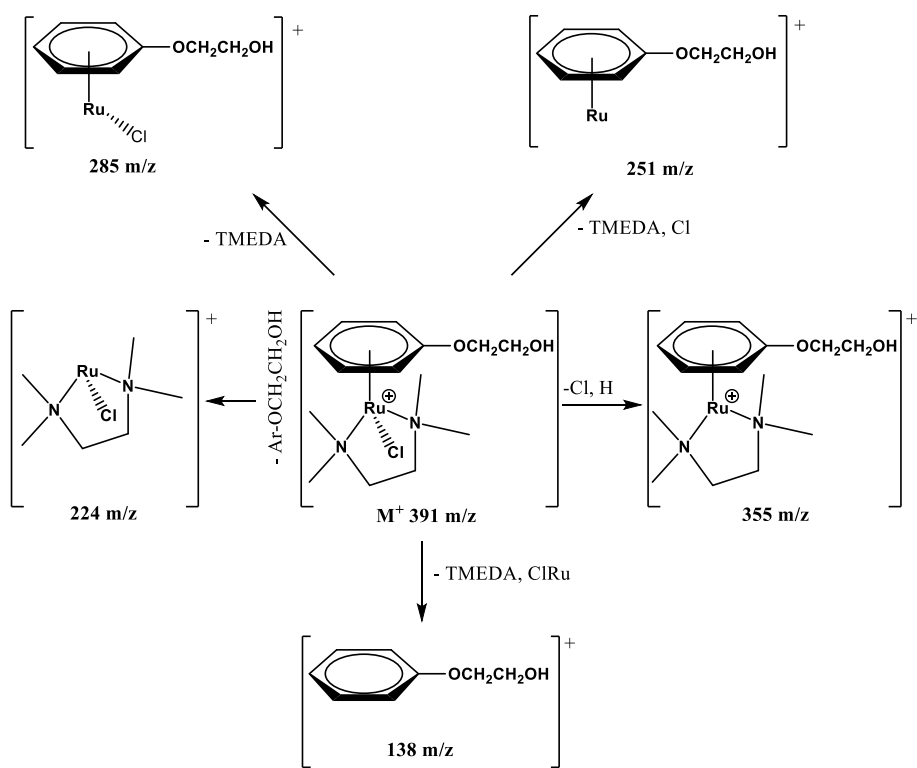 OCH₂CH₂OH
+
Ru
Cl
285 m/z
OCH₂CH₂OH
+
Ru
251 m/z
- TMEDA
- TMEDA, Cl
+
Ru
N
N
Cl
224 m/z
- Ar-OCH₂CH₂OH
OCH₂CH₂OH
Ru
+
N
N
Cl
M⁺ 391 m/z
-Cl, H
OCH₂CH₂OH
+
Ru
+
N
N
355 m/z
- TMEDA, ClRu
OCH₂CH₂OH
+
138 m/z